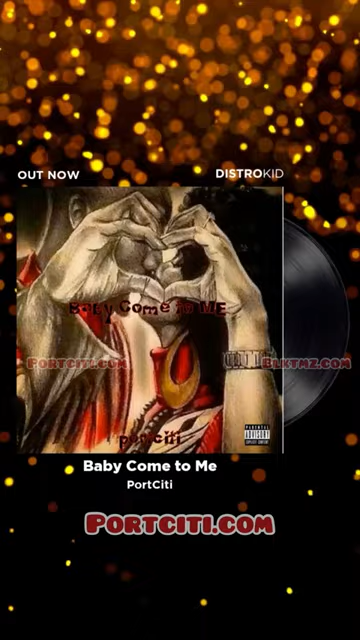 OUT NOW
DISTROKID
Baby Come to ME
PORTCITI.COM
BLKTMZ.COM
portciti
PARENTAL
ADVISORY
EXPLICIT CONTENT
Baby Come to Me
PortCiti
PORTCITI.COM